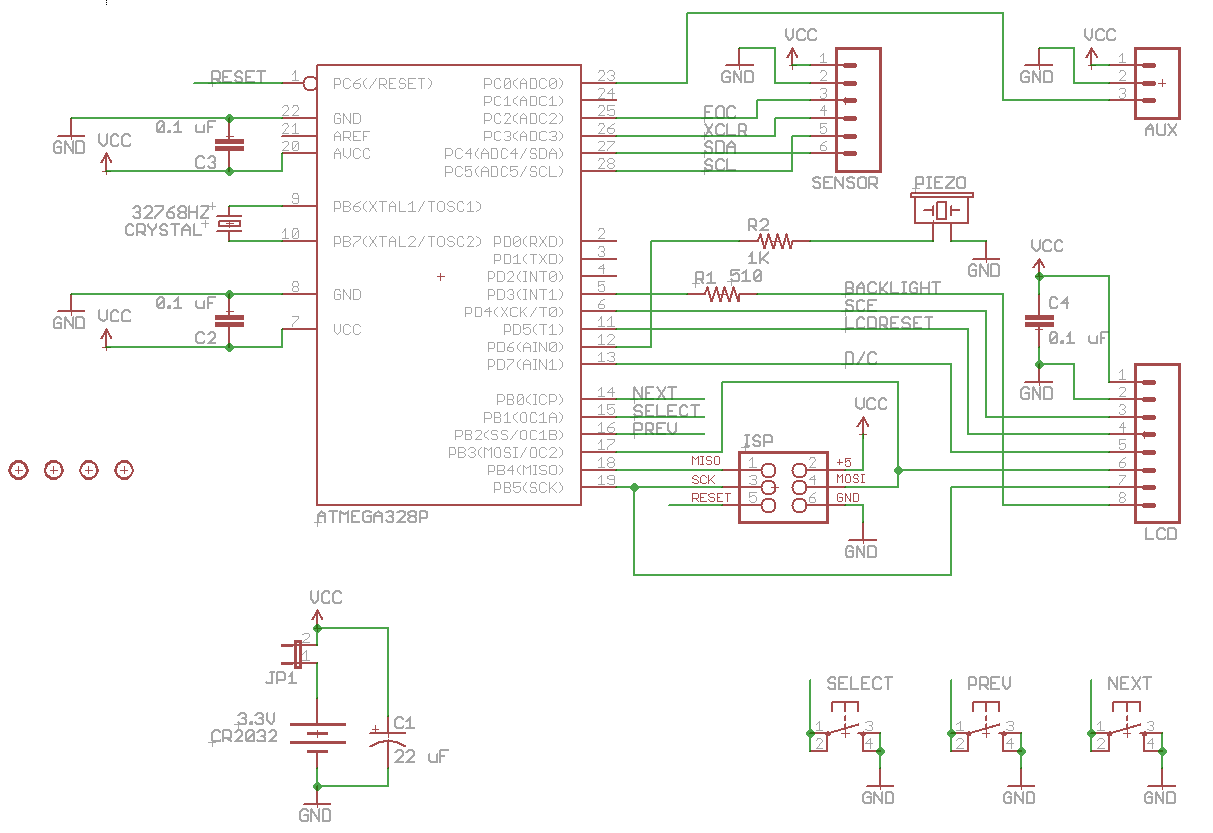 VCC
VCC
GND
GND
1
2
3
4
5
6
SENSOR
1
2
3
AUX
RESET
1
PC6(/RESET)
PC0(ADC0)
23
PC1(ADC1)
24
22
GND
PC2(ADC2)
25
EOC
21
AREF
PC3(ADC3)
26
XCLR
20
AVCC
PC4(ADC4/SDA)
27
SDA
PC5(ADC5/SCL)
28
SCL
0.1 uF
C3
GND
VCC
32768HZ
CRYSTAL
9
PB6(XTAL1/TOSC1)
10
PB7(XTAL2/TOSC2)
PD0(RXD)
2
PD1(TXD)
3
PD2(INT0)
4
8
GND
PD3(INT1)
5
PD4(XCK/T0)
6
7
VCC
PD5(T1)
11
PD6(AIN0)
12
PD7(AIN1)
13
0.1 uF
C2
GND
VCC
R2
1K
PIEZO
GND
R1
510
BACKLIGHT
SCE
LCDRESET
D/C
VCC
C4
0.1 uF
GND
PB0(ICP)
14
NEXT
PB1(OC1A)
15
SELECT
PB2(SS/OC1B)
16
PREV
PB3(MOSI/OC2)
17
PB4(MISO)
18
PB5(SCK)
19
ATMEGA328P
VCC
ISP
MISO
1
2
+5
SCK
3
4
MOSI
RESET
5
6
GND
GND
1
2
3
4
5
6
7
8
LCD
VCC
2
1
JP1
3.3V
CR2032
C1
22 uF
GND
SELECT
1
2
3
4
GND
PREV
1
2
3
4
GND
NEXT
1
2
3
4
GND